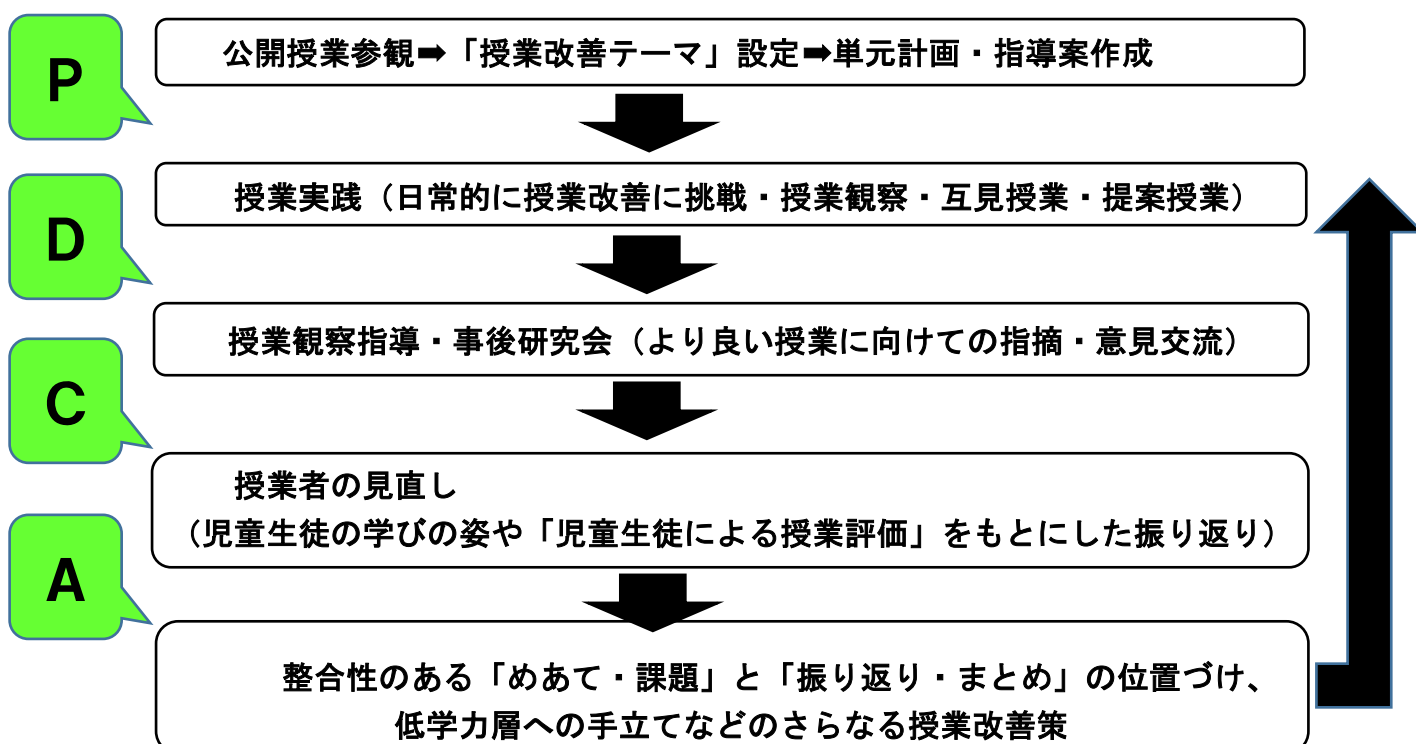 P
公開授業参観➡「授業改善テーマ」設定➡単元計画・指導案作成
D
授業実践（日常的に授業改善に挑戦・授業観察・互見授業・提案授業）
C
授業観察指導・事後研究会（より良い授業に向けての指摘・意見交流）
授業者の見直し
（児童生徒の学びの姿や「児童生徒による授業評価」をもとにした振り返り）
A
整合性のある「めあて・課題」と「振り返り・まとめ」の位置づけ、
低学力層への手立てなどのさらなる授業改善策